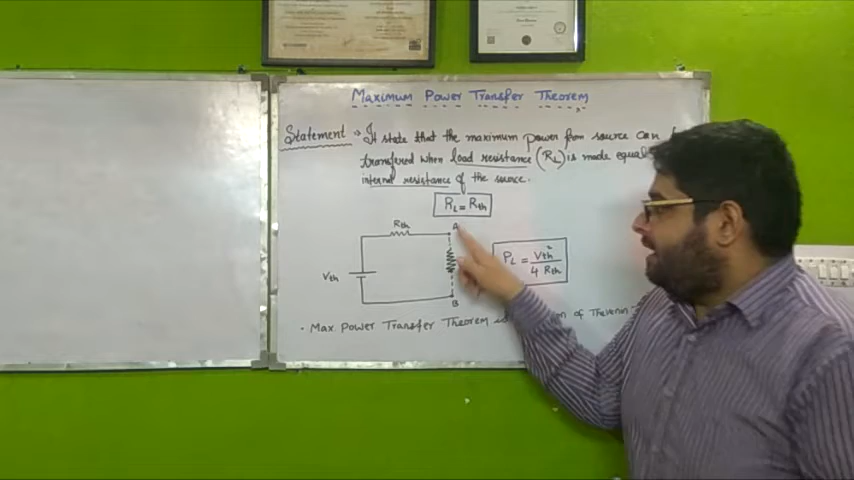 Maximum Power Transfer Theorem
Statement → It state that the maximum power from source can
transferred when load resistance (RL) is made equal
internal resistance of the source.
RL = Rth
Rth
A
Vth
PL = Vth²
4 Rth
B
· Max. Power Transfer Theorem is of Thevenin